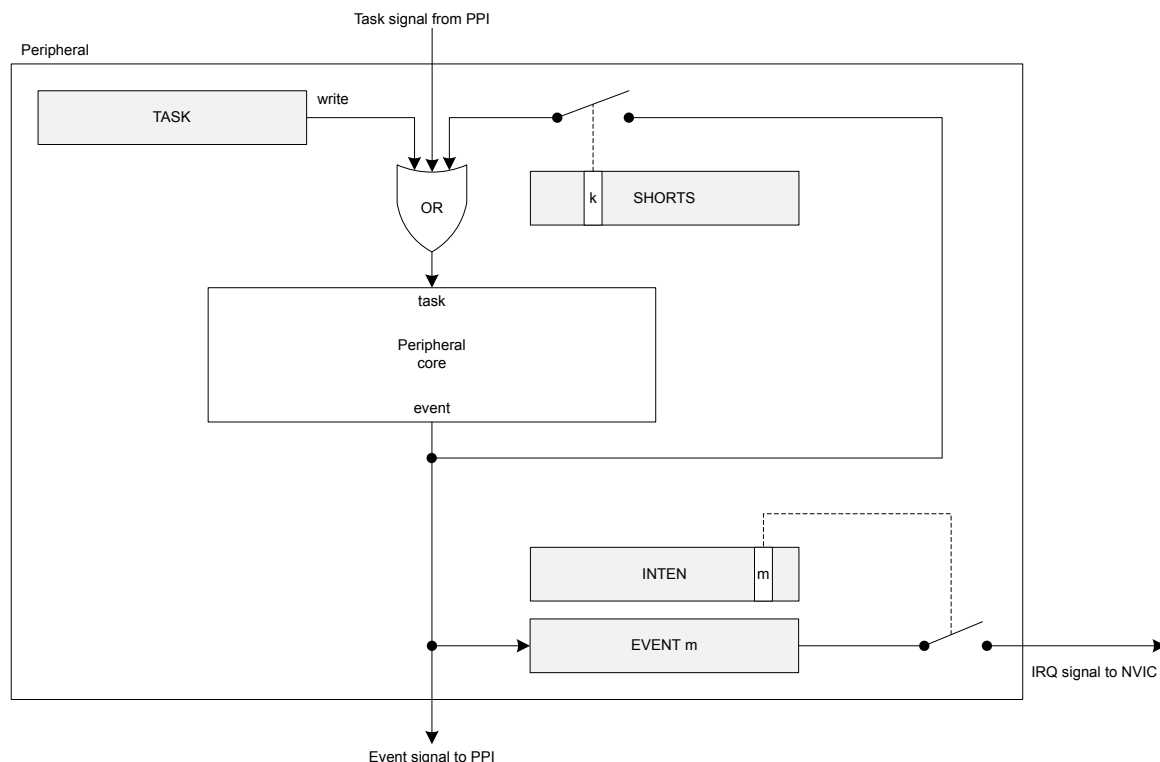 Task signal from PPI
Peripheral
write
TASK
k
SHORTS
OR
task
Peripheral
core
event
INTEN
m
EVENT m
IRQ signal to NVIC
Event signal to PPI